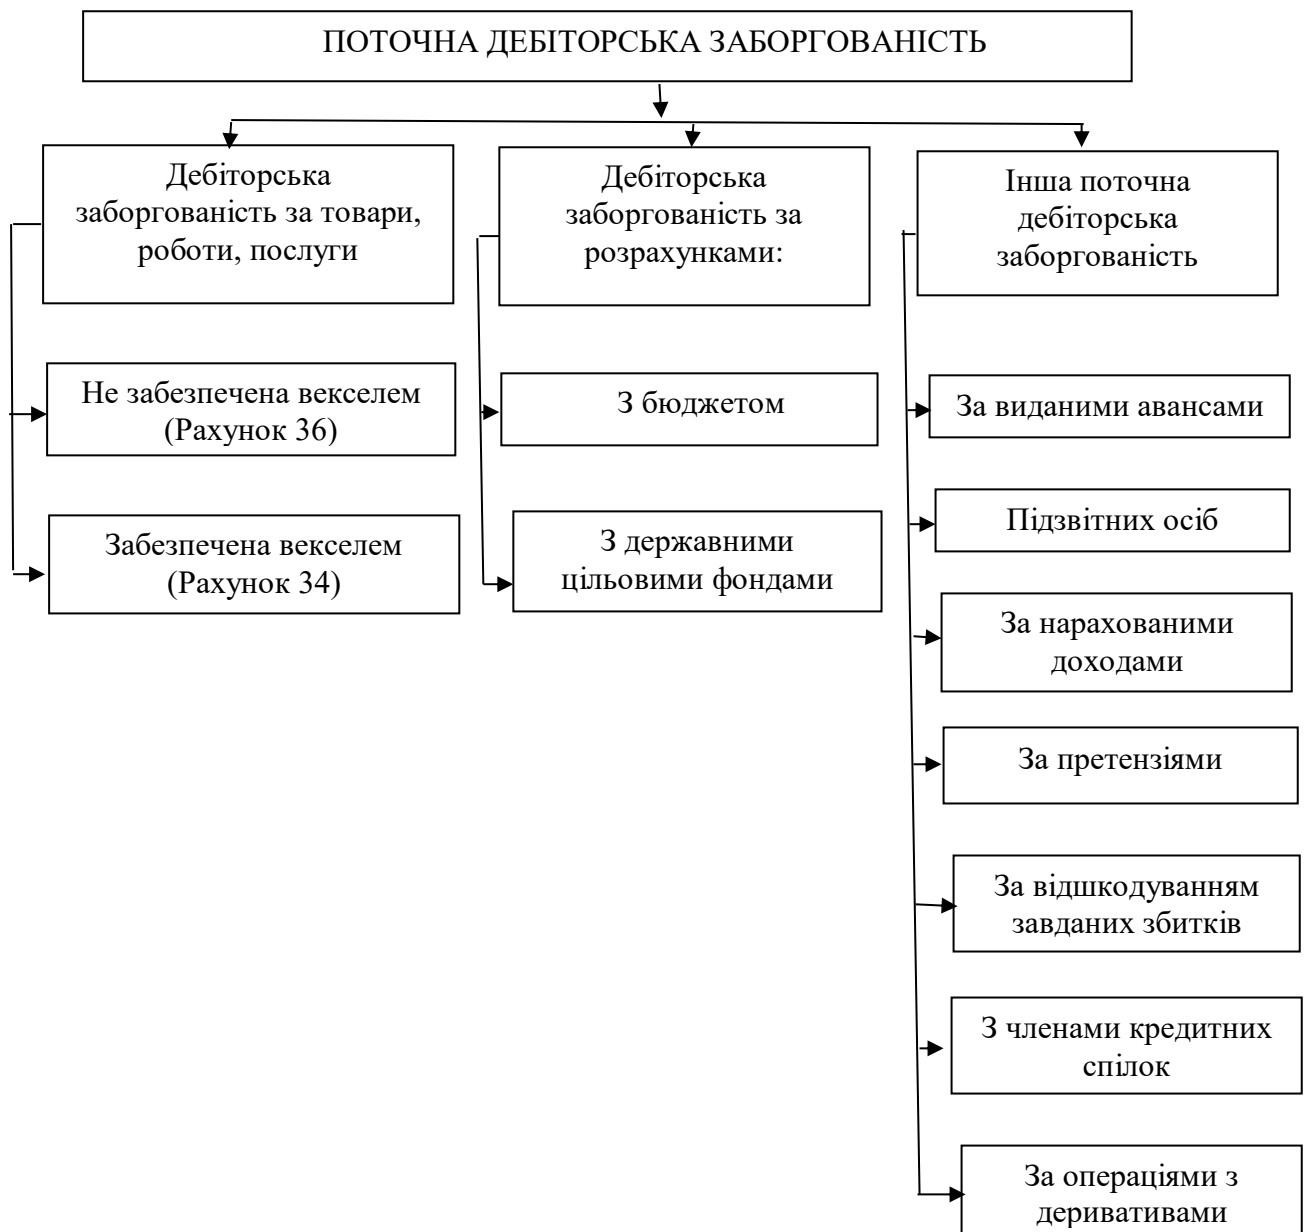 ПОТОЧНА ДЕБІТОРСЬКА ЗАБОРГОВАНІСТЬ
Дебіторська
заборгованість за товари,
роботи, послуги
Не забезпечена векселем
(Рахунок 36)
Забезпечена векселем
(Рахунок 34)
Дебіторська
заборгованість за
розрахунками:
З бюджетом
З державними
цільовими фондами
Інша поточна
дебіторська
заборгованість
За виданими авансами
Підзвітних осіб
За нарахованими
доходами
За претензіями
За відшкодуванням
завданих збитків
З членами кредитних
спілок
За операціями з
деривативами